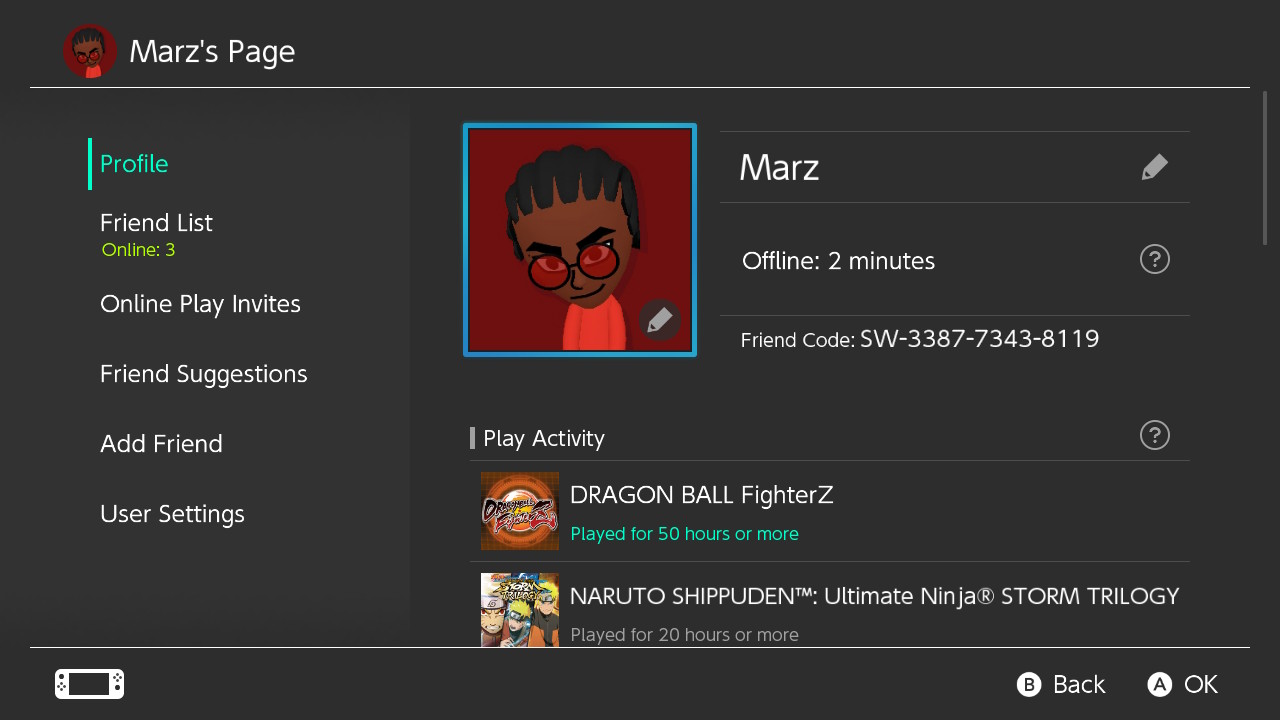 Marz's Page
Profile
Friend List
Online: 3
Online Play Invites
Friend Suggestions
Add Friend
User Settings
Marz
Offline: 2 minutes
?
Friend Code: SW-3387-7343-8119
Play Activity
?
DRAGON BALL FighterZ
Played for 50 hours or more
NARUTO SHIPPUDEN™: Ultimate Ninja® STORM TRILOGY
Played for 20 hours or more
B Back
A OK